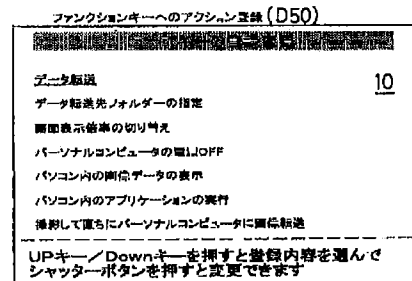 ファンクションキーへのアクション登録(D50)
データ転送
10
データ転送先フォルダーの指定
画面表示倍率の切り替え
パーソナルコンピュータの電源OFF
パソコン内の画像データの表示
パソコン内のアプリケーションの実行
撮影して直ちにパーソナルコンピュータに画像転送
UPキー/Downキーを押すと登録内容を選んで
シャッターボタンを押すと変更できます